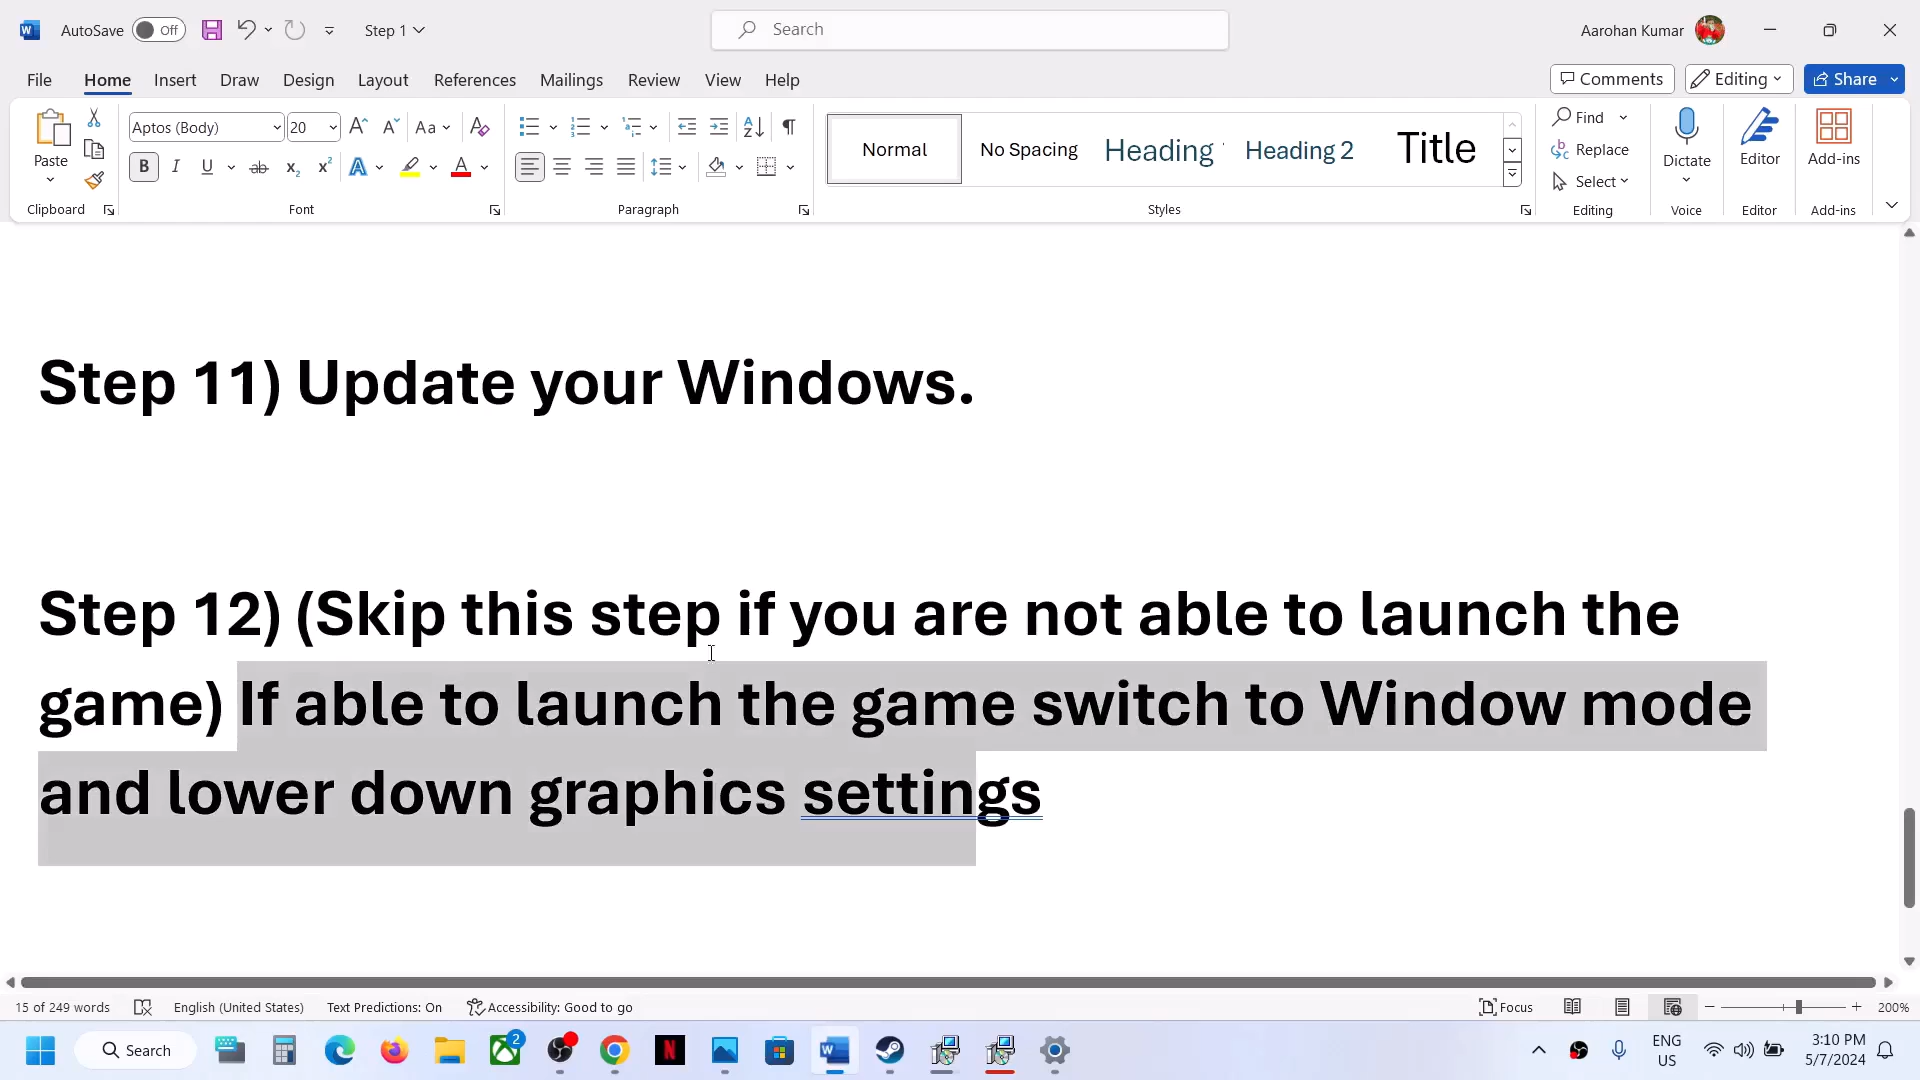 AutoSave Off Step 1 Search Aarohan Kumar
File Home Insert Draw Design Layout References Mailings Review View Help Comments Editing Share
Paste Aptos (Body) 20 Aa Normal No Spacing Heading Heading 2 Title Find Replace Select Dictate Editor Add-ins
Clipboard Font Paragraph Styles Editing Voice Editor Add-ins
Step 11) Update your Windows.
Step 12) (Skip this step if you are not able to launch the
game) If able to launch the game switch to Window mode
and lower down graphics settings
15 of 249 words English (United States) Text Predictions: On Accessibility: Good to go Focus 200%
Search 2 ENG US 3:10 PM 5/7/2024